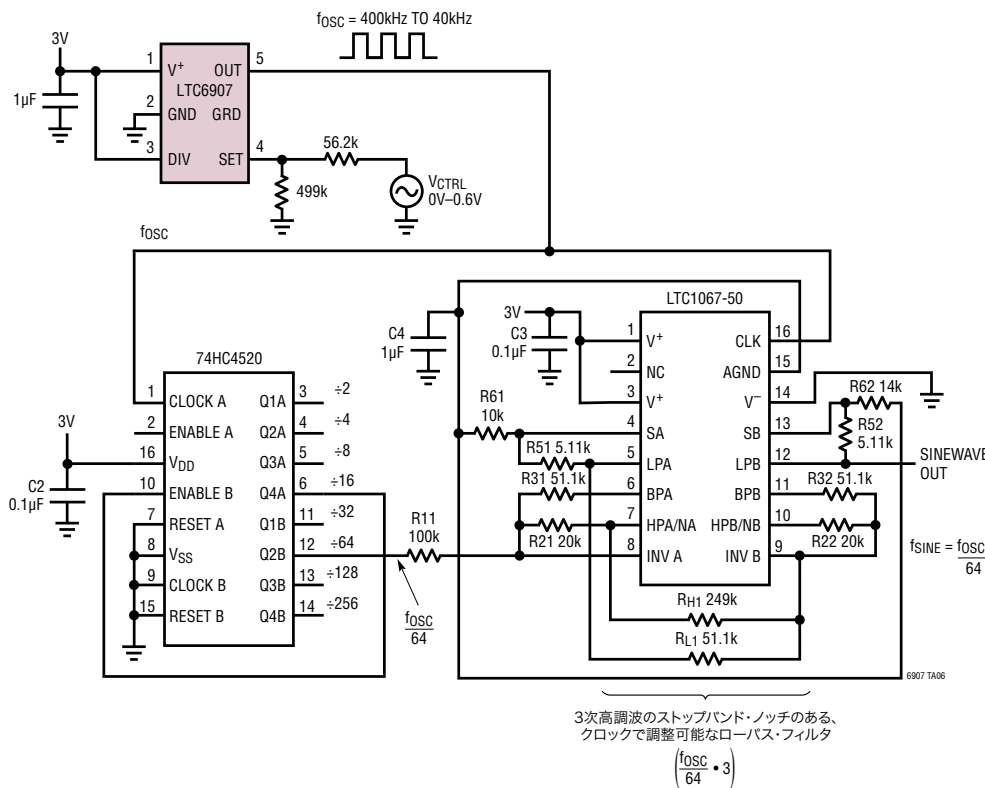 fOSC = 400kHz TO 40kHz
3V
1µF
1 V+ OUT 5
LTC6907
2 GND GRD
3 DIV SET 4
56.2k
499k
VCTRL
0V–0.6V
fOSC
74HC4520
1 CLOCK A Q1A 3 ÷2
2 ENABLE A Q2A 4 ÷4
16 VDD Q3A 5 ÷8
10 ENABLE B Q4A 6 ÷16
7 RESET A Q1B 11 ÷32
8 VSS Q2B 12 ÷64
9 CLOCK B Q3B 13 ÷128
15 RESET B Q4B 14 ÷256
3V
C2
0.1µF
R11
100k
fOSC
64
LTC1067-50
C4
1µF
3V
C3
0.1µF
1 V+ CLK 16
2 NC AGND 15
3 V+ V– 14
4 SA SB 13
5 LPA LPB 12
6 BPA BPB 11
7 HPA/NA HPB/NB 10
8 INV A INV B 9
R61
10k
R51 5.11k
R31 51.1k
R21 20k
R62 14k
R52
5.11k
SINEWAVE
OUT
R32 51.1k
R22 20k
fSINE = fOSC
64
RH1 249k
RL1 51.1k
6907 TA06
3次高調波のストップバンド・ノッチのある、
クロックで調整可能なローパス・フィルタ
(fOSC
64 • 3)